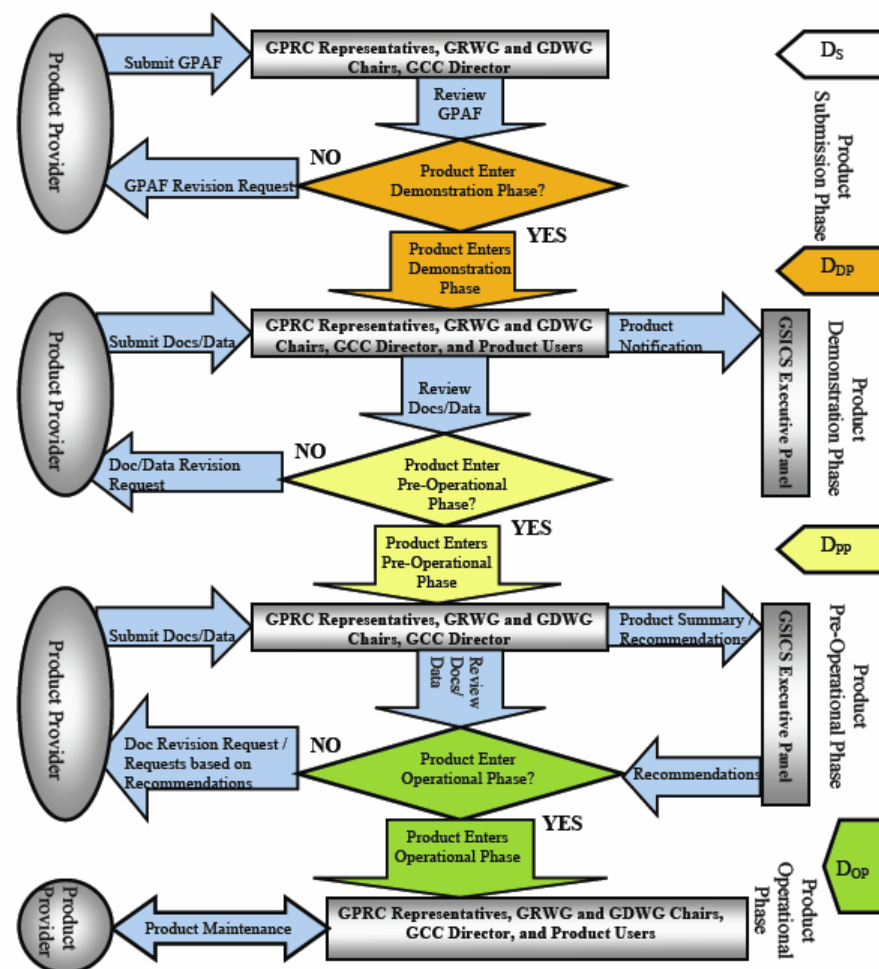 GPRC Representatives, GRWG and GDWG
Chairs, GCC Director
Submit GPAF
Product Provider
Review
GPAF
DS
Product
Submission Phase
NO
Product Enter
Demonstration Phase?
GPAF Revision Request
YES
Product Enters
Demonstration
Phase
DDP
GPRC Representatives, GRWG and GDWG
Chairs, GCC Director, and Product Users
Submit Docs/Data
Product
Notification
Product Provider
GSICS Executive Panel
Product
Demonstration Phase
Review
Docs/Data
NO
Product Enter
Pre-Operational
Phase?
Doc/Data Revision
Request
YES
Product Enters
Pre-Operational
Phase
DPP
GPRC Representatives, GRWG and GDWG
Chairs, GCC Director
Submit Docs/Data
Product Summary /
Recommendations
Product Provider
GSICS Executive Panel
Product
Pre-Operational Phase
Review
Docs/
Data
NO
Product Enter
Operational Phase?
Doc Revision Request /
Requests based on
Recommendations
Recommendations
YES
Product Enters
Operational Phase
DOP
Product
Operational
Phase
GPRC Representatives, GRWG and GDWG Chairs,
GCC Director, and Product Users
Product Maintenance
Product
Provider